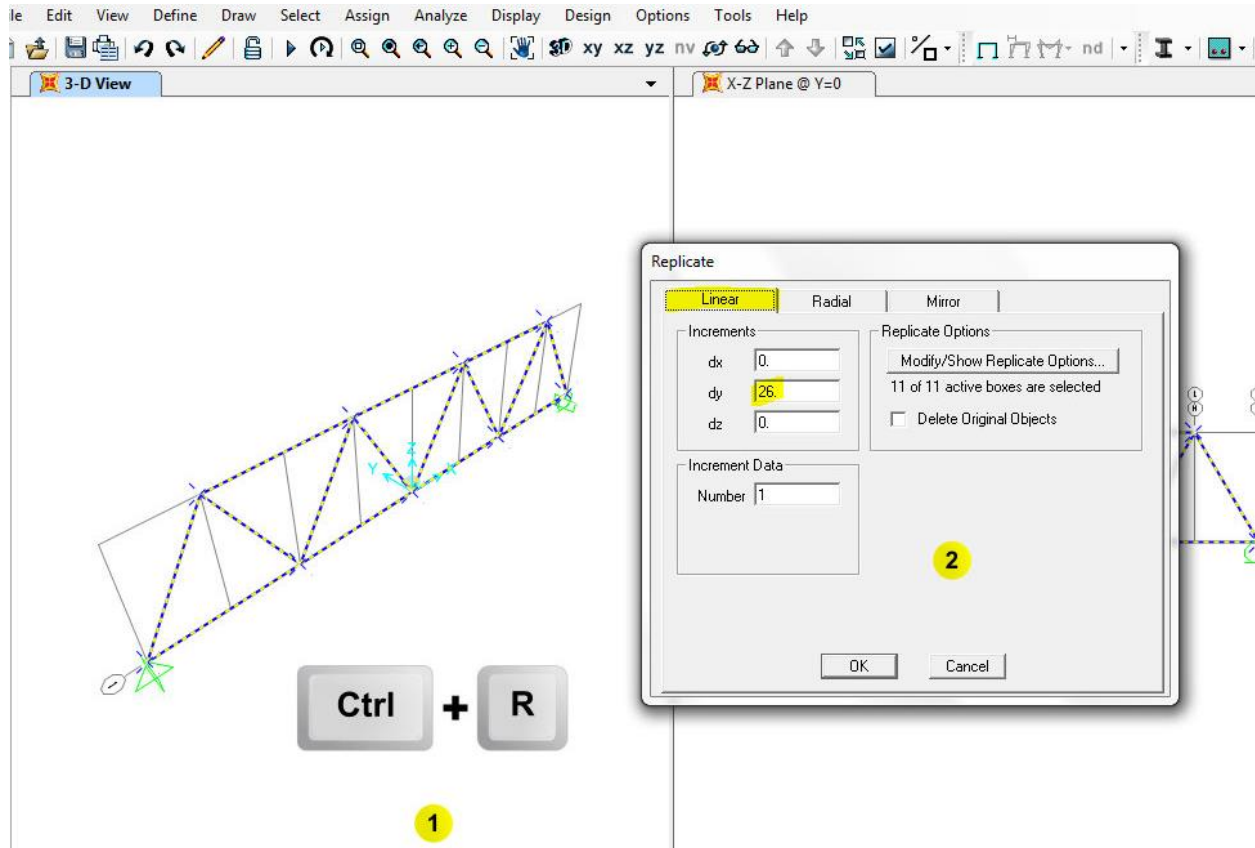 le Edit View Define Draw Select Assign Analyze Display Design Options Tools Help
3D xy xz yz nv nd
3-D View
X-Z Plane @ Y=0
Replicate
Linear Radial Mirror
Increments
dx 0.
dy 26.
dz 0.
Replicate Options
Modify/Show Replicate Options...
11 of 11 active boxes are selected
Delete Original Objects
Increment Data
Number 1
2
OK Cancel
Z
Y X
L
H
Ctrl + R
1